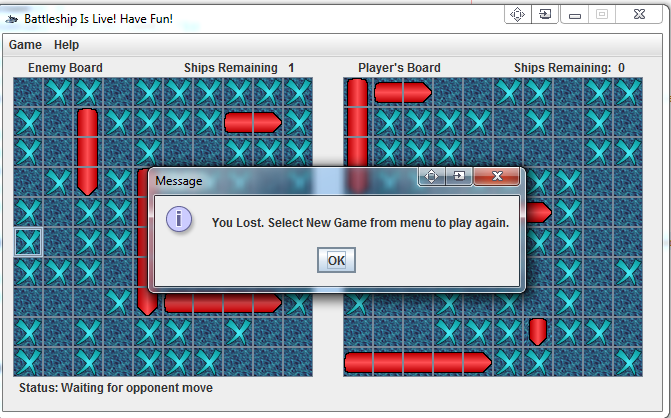 Battleship Is Live! Have Fun!
Game Help
Enemy Board Ships Remaining 1 Player's Board Ships Remaining: 0
Message
You Lost. Select New Game from menu to play again.
OK
Status: Waiting for opponent move